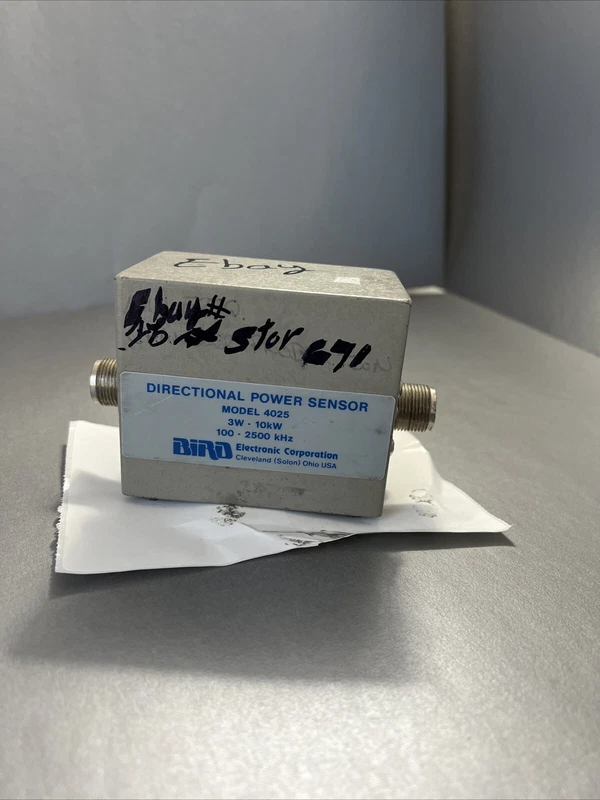 Ebay
Ebay#
stor 671
DIRECTIONAL POWER SENSOR
MODEL 4025
3W - 10kW
100 - 2500 kHz
BIRD Electronic Corporation
Cleveland (Solon) Ohio USA